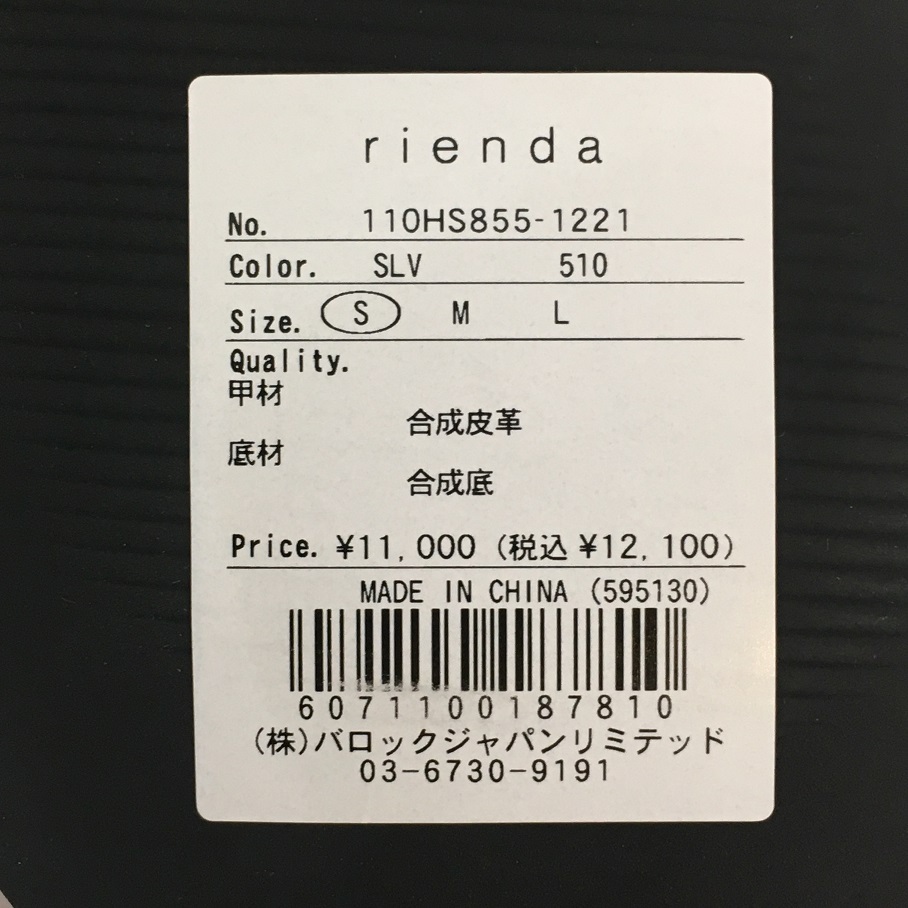 rienda
No. 110HS855-1221
Color. SLV 510
Size. S M L
Quality.
甲材
合成皮革
底材
合成底
Price. ¥11,000 (税込 ¥12,100)
MADE IN CHINA (595130)
6071100187810
(株)バロックジャパンリミテッド
03-6730-9191